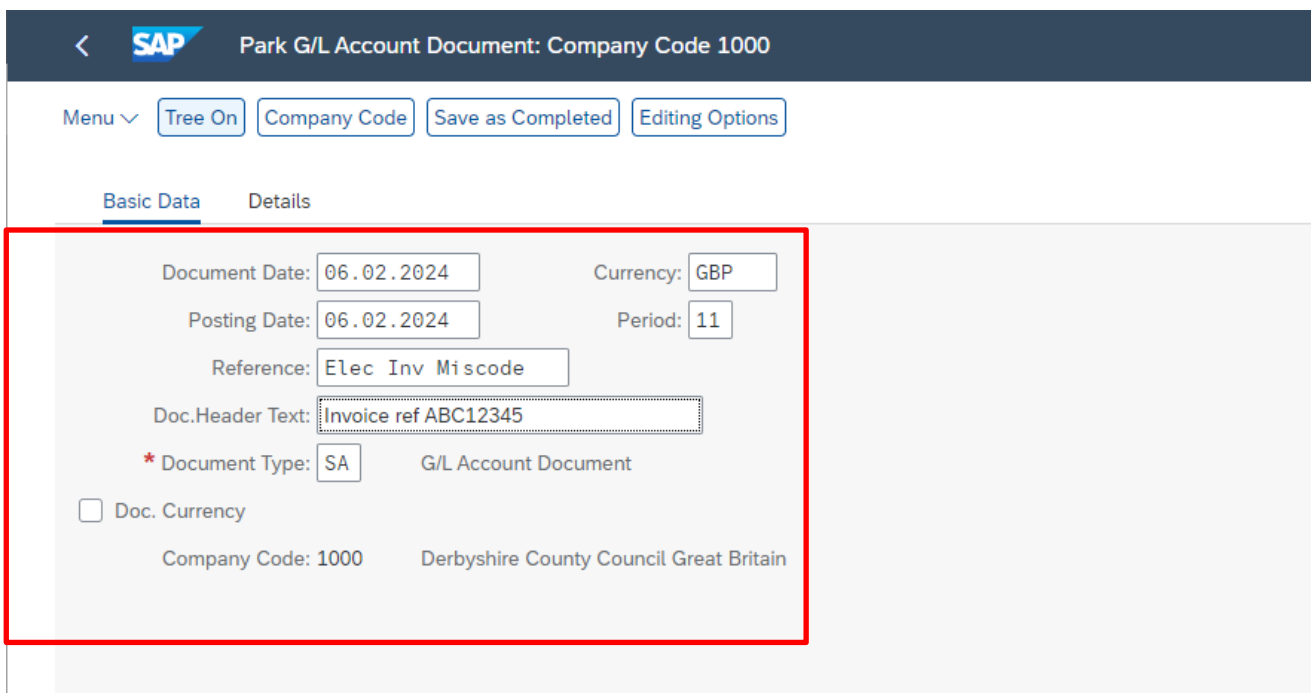 SAP Park G/L Account Document: Company Code 1000
Menu Tree On Company Code Save as Completed Editing Options
Basic Data Details
Document Date: 06.02.2024 Currency: GBP
Posting Date: 06.02.2024 Period: 11
Reference: Elec Inv Miscode
Doc.Header Text: Invoice ref ABC12345
* Document Type: SA G/L Account Document
Doc. Currency
Company Code: 1000 Derbyshire County Council Great Britain